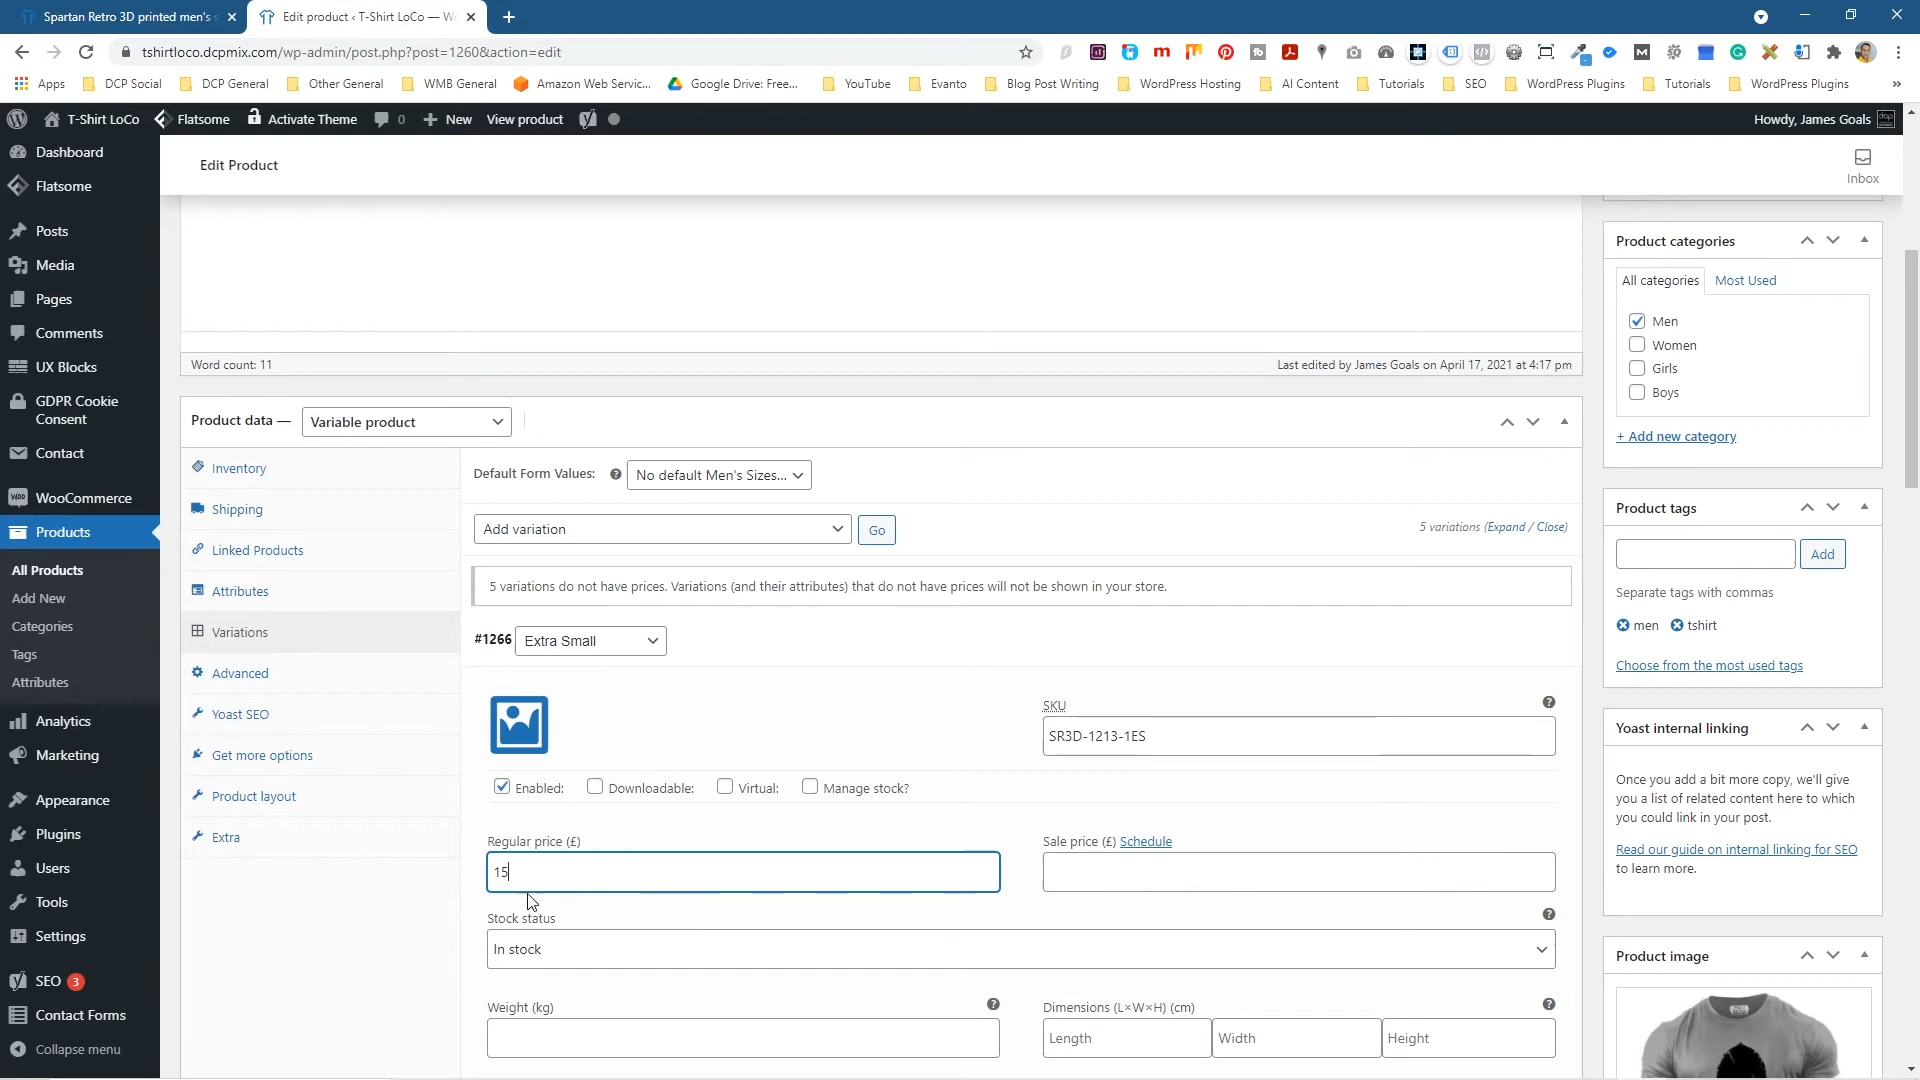 Spartan Retro 3D printed men's s
Edit product ‹ T-Shirt LoCo — Wo
tshirtloco.dcpmix.com/wp-admin/post.php?post=1260&action=edit
Apps
DCP Social
DCP General
Other General
WMB General
Amazon Web Servic...
Google Drive: Free...
YouTube
Evanto
Blog Post Writing
WordPress Hosting
AI Content
Tutorials
SEO
WordPress Plugins
Tutorials
WordPress Plugins
»
T-Shirt LoCo
Flatsome
Activate Theme
0
New
View product
Howdy, James Goals
Dashboard
Flatsome
Posts
Media
Pages
Comments
UX Blocks
GDPR Cookie
Consent
Contact
WooCommerce
Products
All Products
Add New
Categories
Tags
Attributes
Analytics
Marketing
Appearance
Plugins
Users
Tools
Settings
SEO 3
Contact Forms
Collapse menu
Edit Product
Inbox
Word count: 11
Last edited by James Goals on April 17, 2021 at 4:17 pm
Product data —
Variable product
Inventory
Shipping
Linked Products
Attributes
Variations
Advanced
Yoast SEO
Get more options
Product layout
Extra
Default Form Values:
No default Men's Sizes...
Add variation
Go
5 variations (Expand / Close)
5 variations do not have prices. Variations (and their attributes) that do not have prices will not be shown in your store.
#1266
Extra Small
SKU
SR3D-1213-1ES
Enabled:
Downloadable:
Virtual:
Manage stock?
Regular price (£)
15
Sale price (£) Schedule
Stock status
In stock
Weight (kg)
Dimensions (L×W×H) (cm)
Length
Width
Height
Product categories
All categories
Most Used
Men
Women
Girls
Boys
+ Add new category
Product tags
Add
Separate tags with commas
men
tshirt
Choose from the most used tags
Yoast internal linking
Once you add a bit more copy, we'll give
you a list of related content here to which
you could link in your post.
Read our guide on internal linking for SEO
to learn more.
Product image